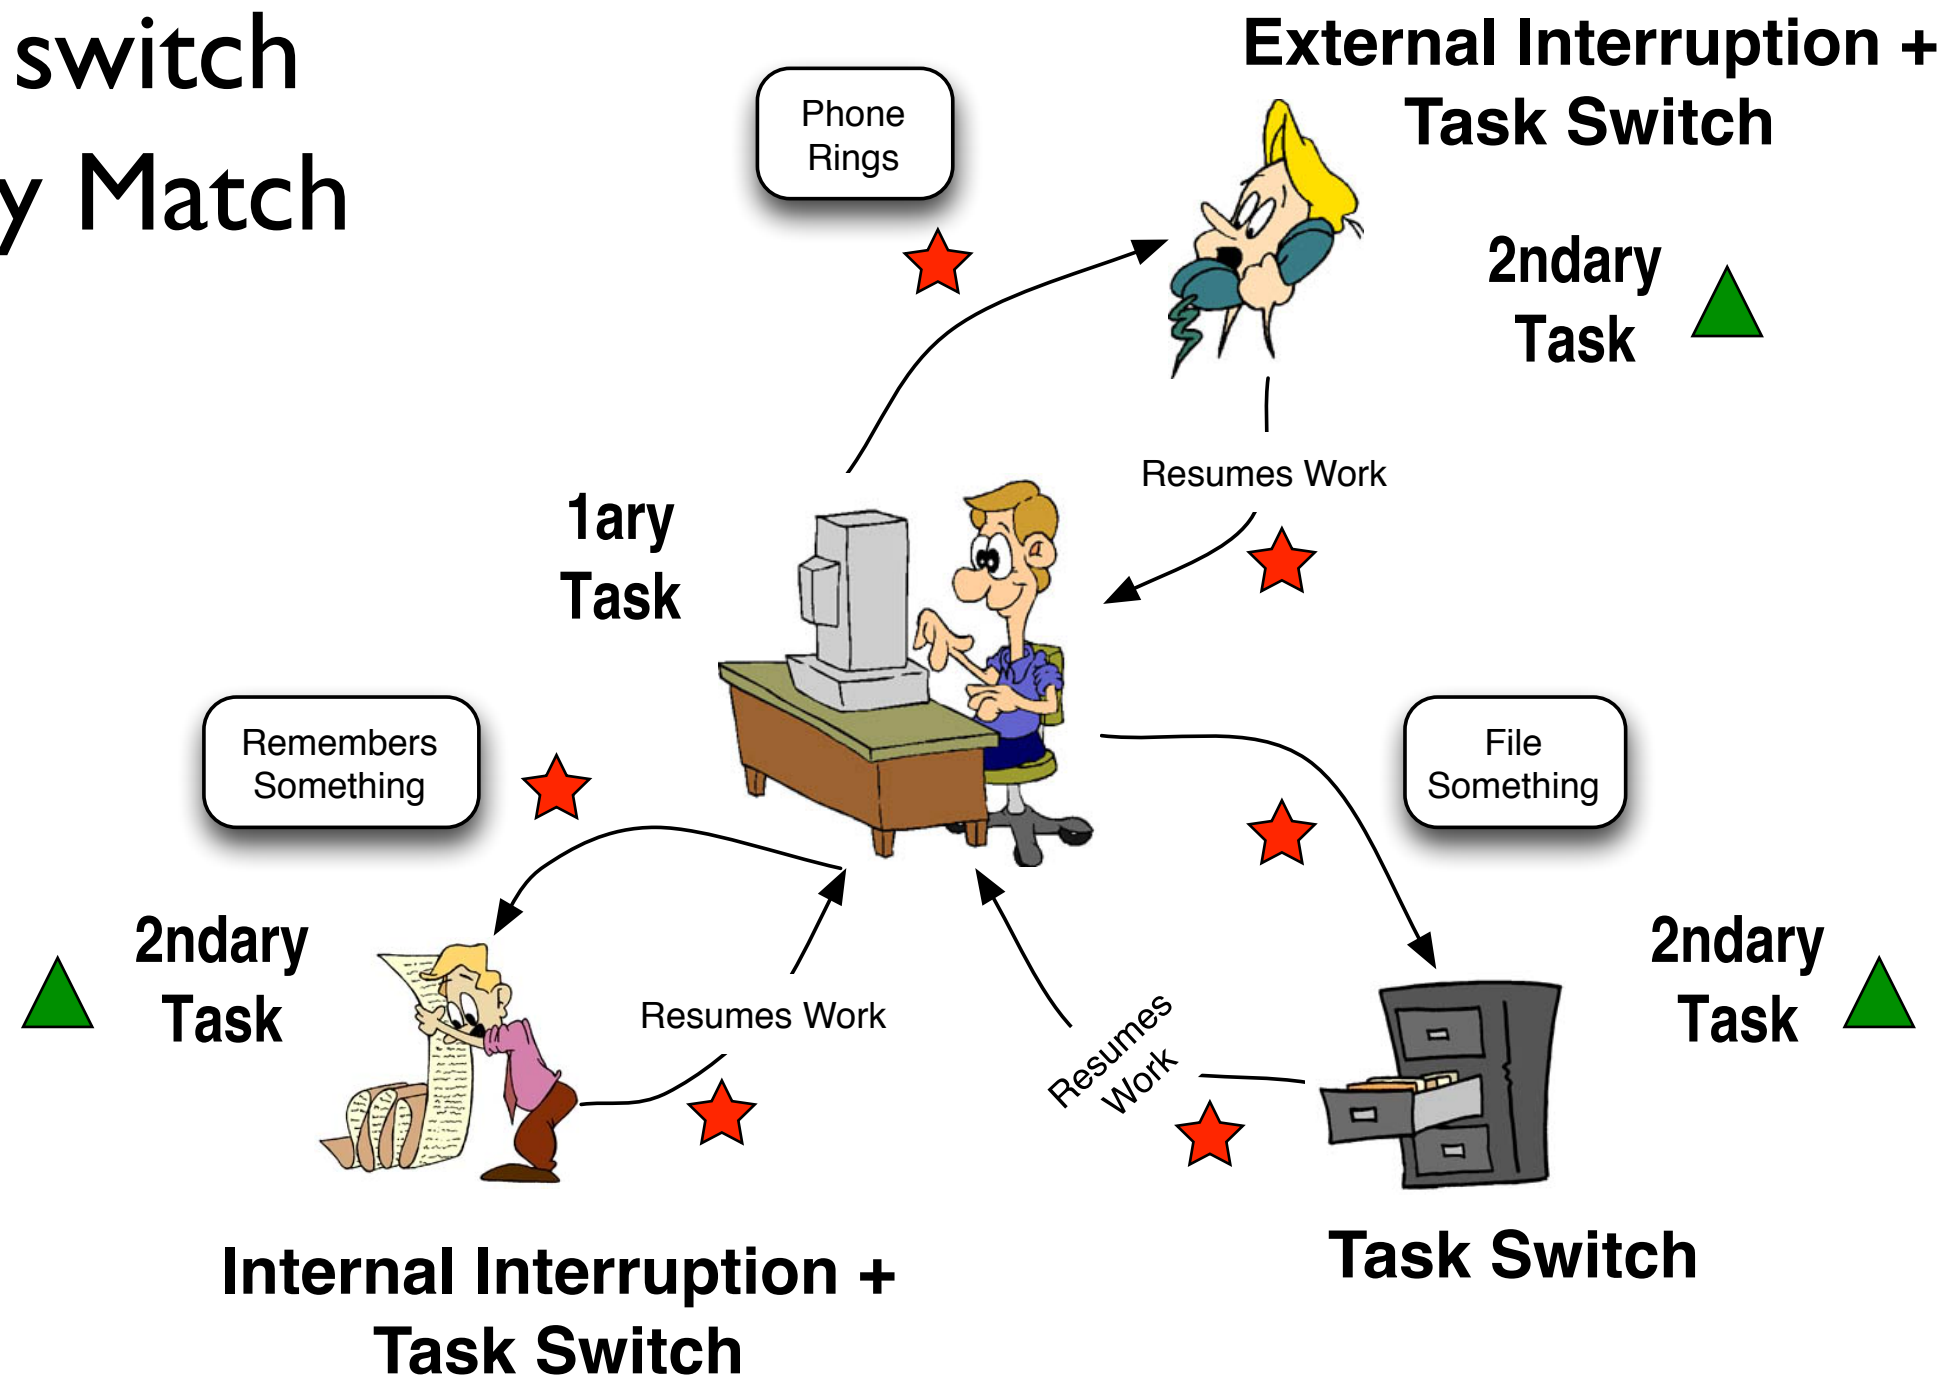 switch
y Match
External Interruption +
Task Switch
Phone
Rings
2ndary
Task
Resumes Work
1ary
Task
Remembers
Something
File
Something
2ndary
Task
Resumes Work
Resumes
Work
2ndary
Task
Internal Interruption +
Task Switch
Task Switch